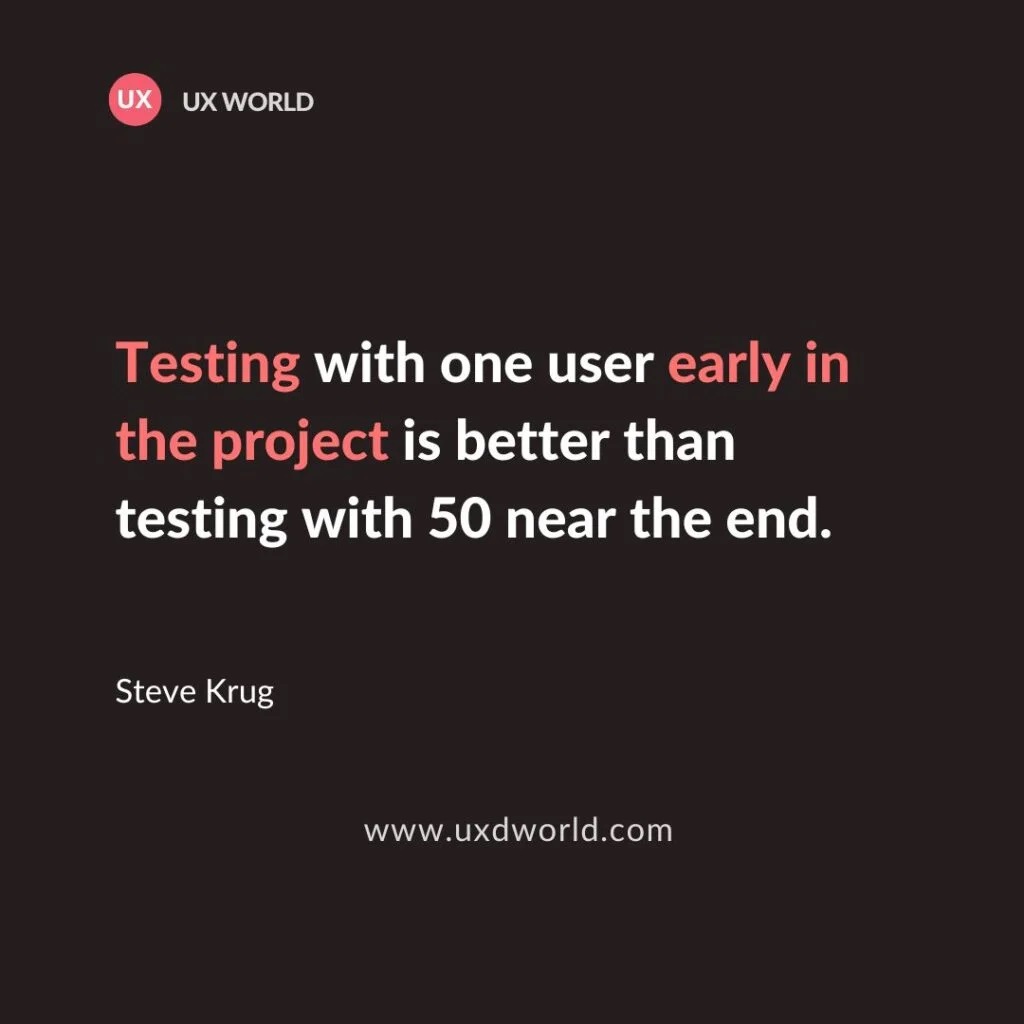 UX UX WORLD
Testing with one user early in
the project is better than
testing with 50 near the end.
Steve Krug
www.uxdworld.com